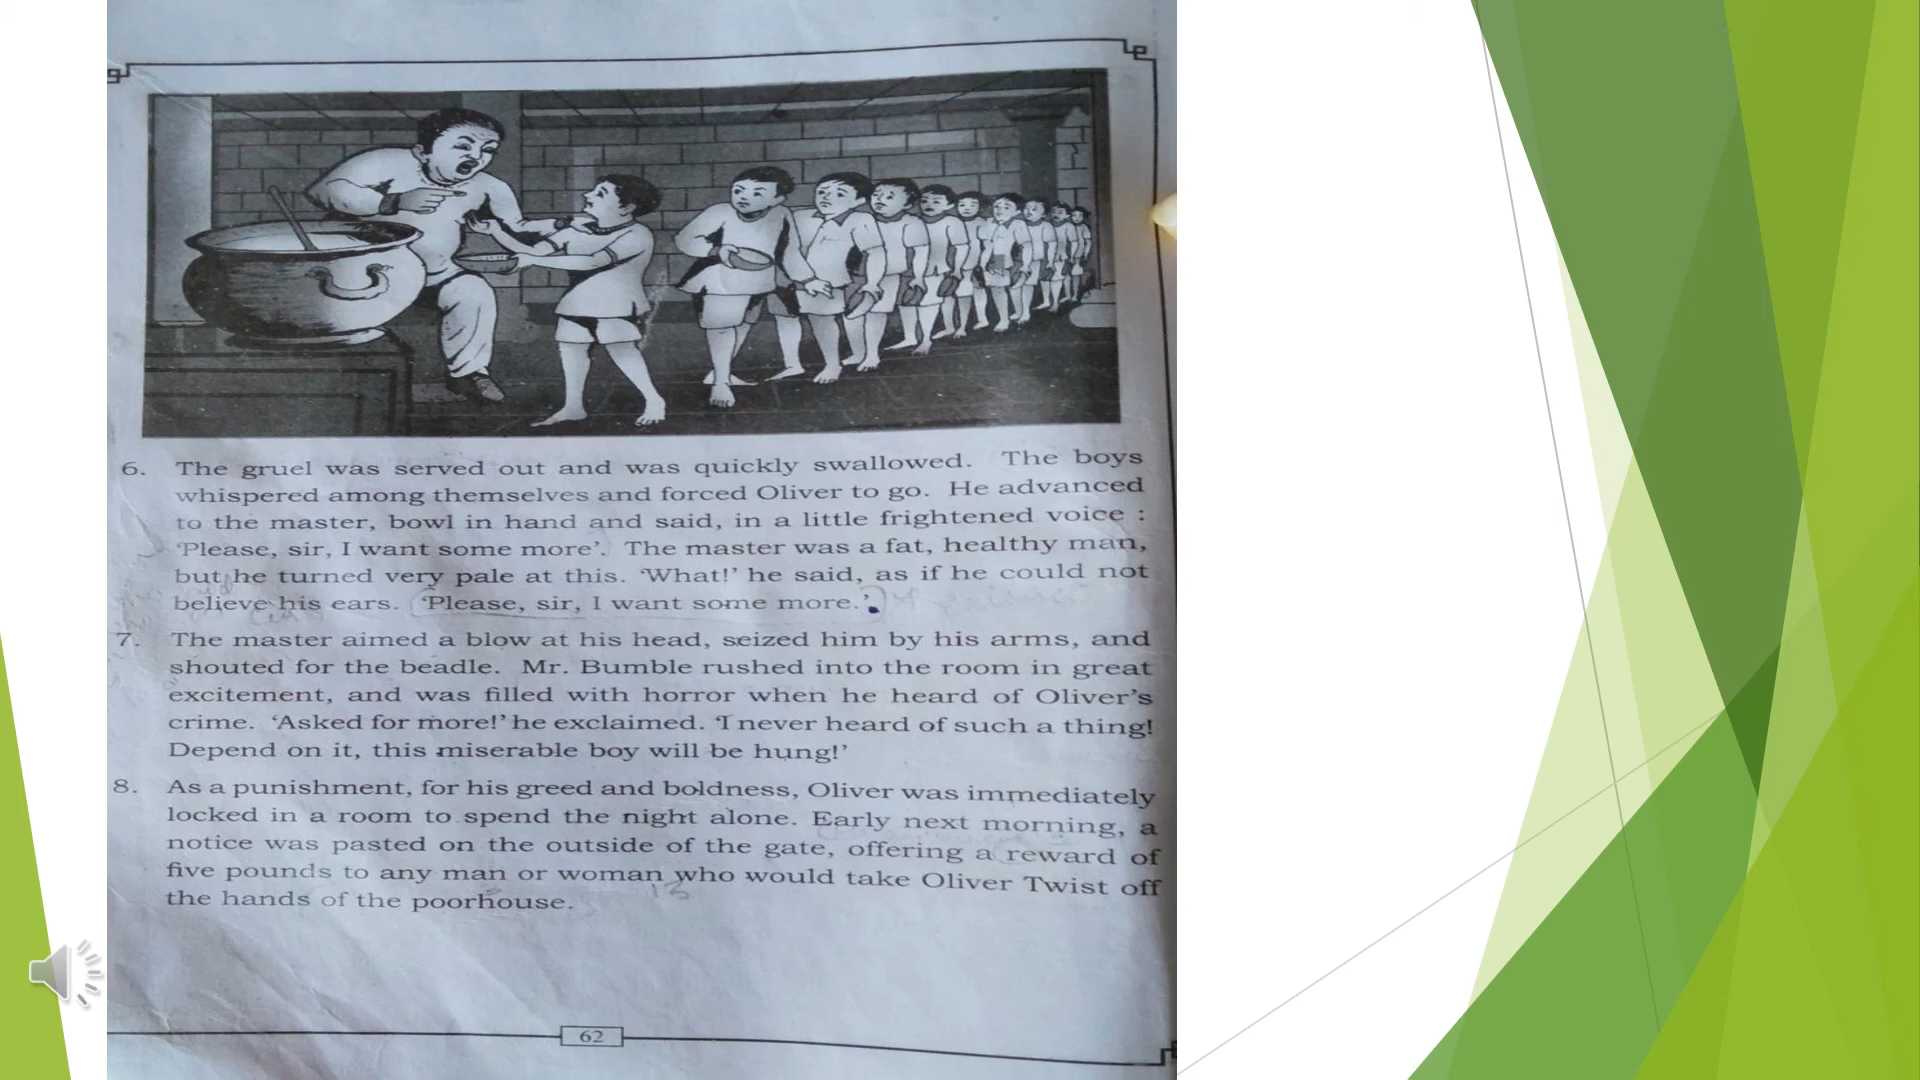 6. The gruel was served out and was quickly swallowed. The boys
whispered among themselves and forced Oliver to go. He advanced
to the master, bowl in hand and said, in a little frightened voice :
'Please, sir, I want some more'. The master was a fat, healthy man,
but he turned very pale at this. 'What!' he said, as if he could not
believe his ears. 'Please, sir, I want some more.'
7. The master aimed a blow at his head, seized him by his arms, and
shouted for the beadle. Mr. Bumble rushed into the room in great
excitement, and was filled with horror when he heard of Oliver's
crime. 'Asked for more!' he exclaimed. 'I never heard of such a thing!
Depend on it, this miserable boy will be hung!'
8. As a punishment, for his greed and boldness, Oliver was immediately
locked in a room to spend the night alone. Early next morning, a
notice was pasted on the outside of the gate, offering a reward of
five pounds to any man or woman who would take Oliver Twist off
the hands of the poorhouse.
13
62